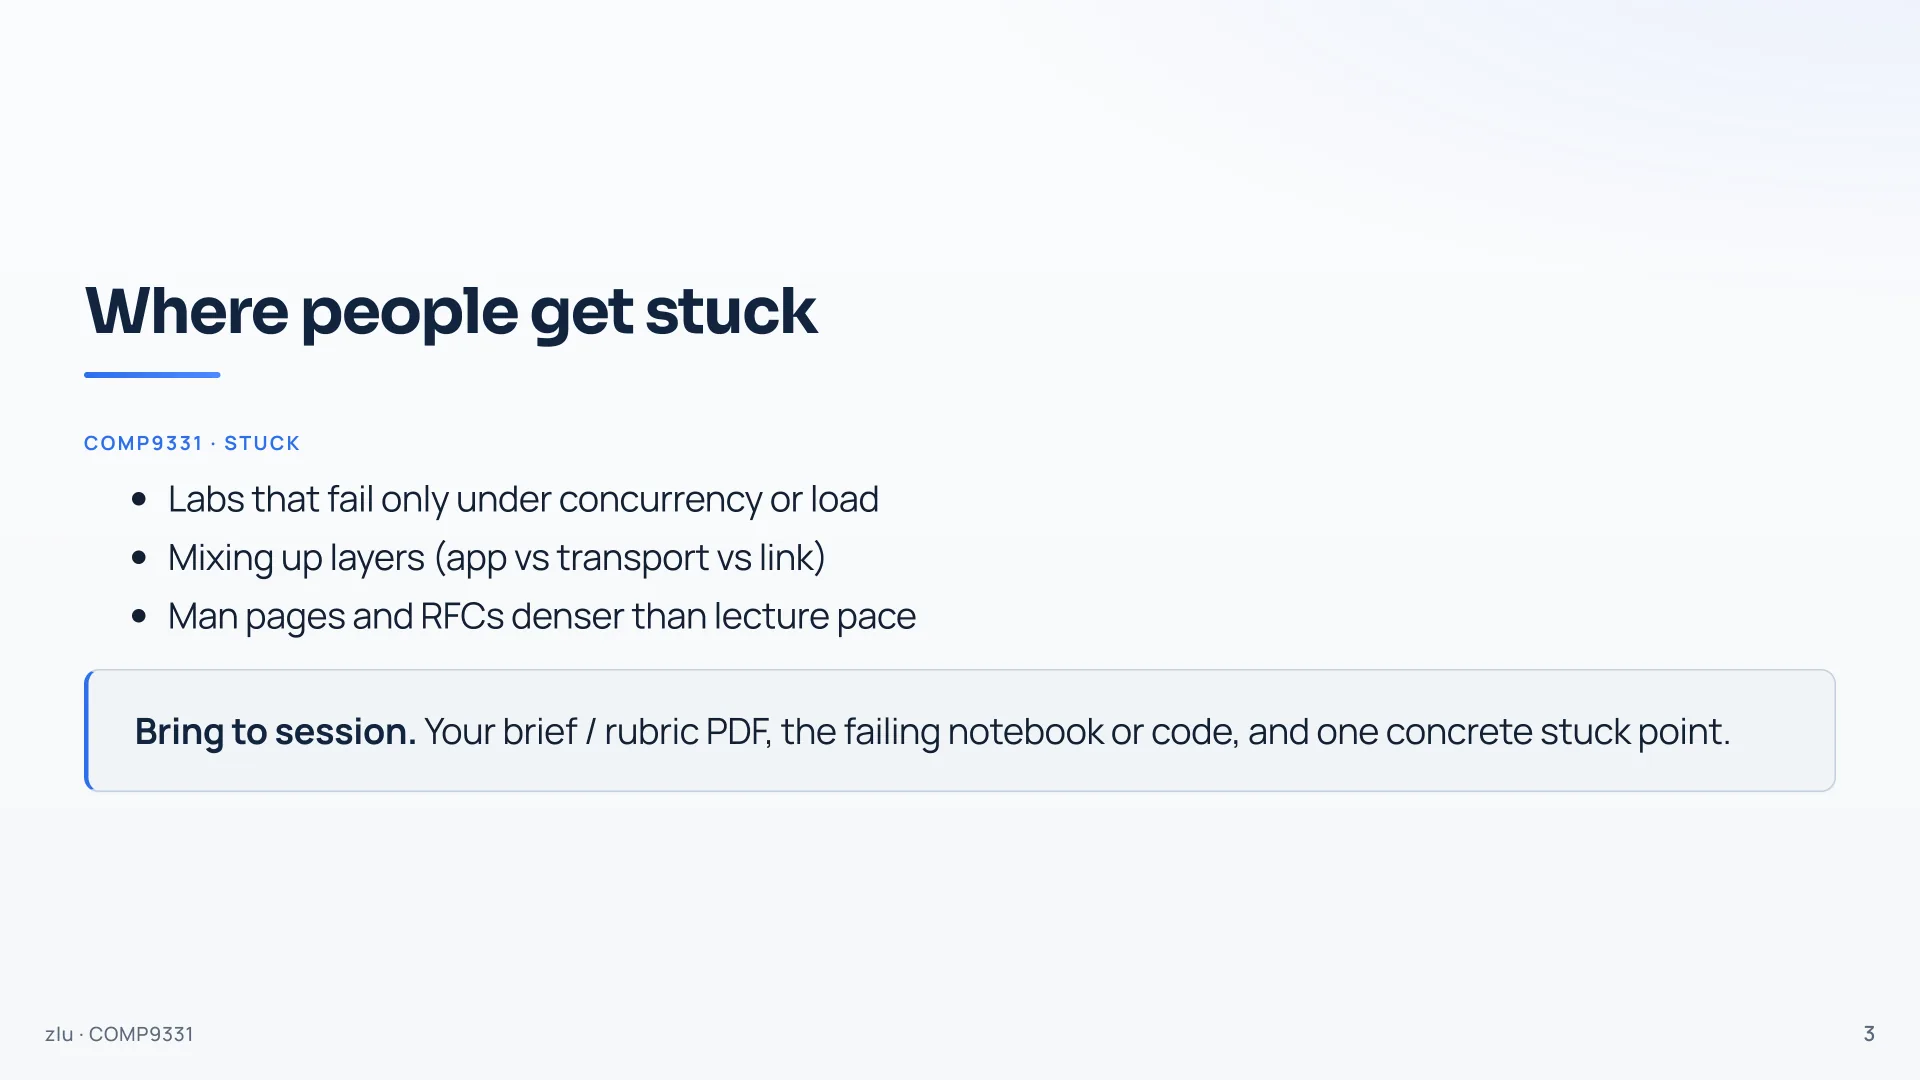 Where people get stuck
COMP9331 · STUCK
• Labs that fail only under concurrency or load
• Mixing up layers (app vs transport vs link)
• Man pages and RFCs denser than lecture pace
Bring to session. Your brief / rubric PDF, the failing notebook or code, and one concrete stuck point.
zlu · COMP9331
3